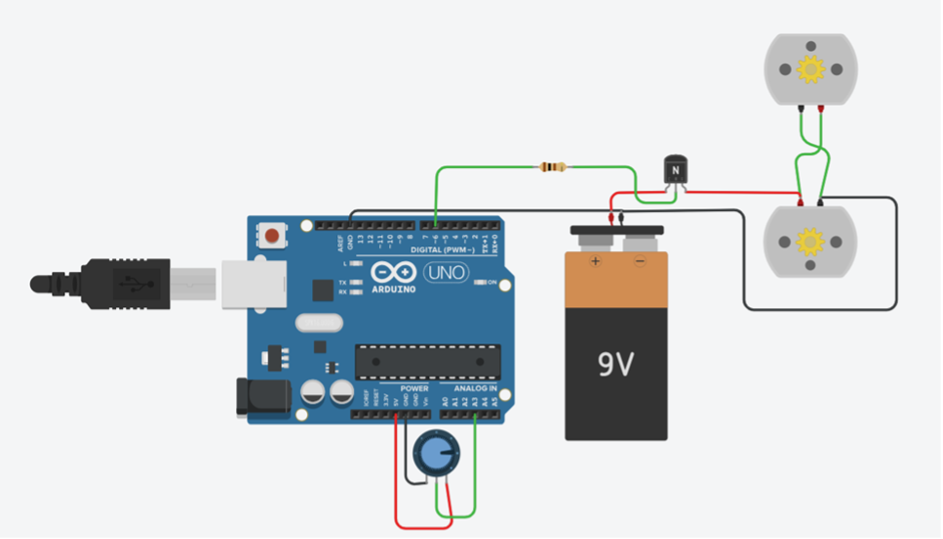 N
AREF
GND
13
12
~11
~10
~9
8
7
~6
~5
4
~3
2
TX→1
RX←0
DIGITAL (PWM~)
L
TX
RX
UNO
ON
ARDUINO
+ −
9V
POWER
ANALOG IN
IOREF
RESET
3.3V
5V
GND
GND
Vin
A0
A1
A2
A3
A4
A5